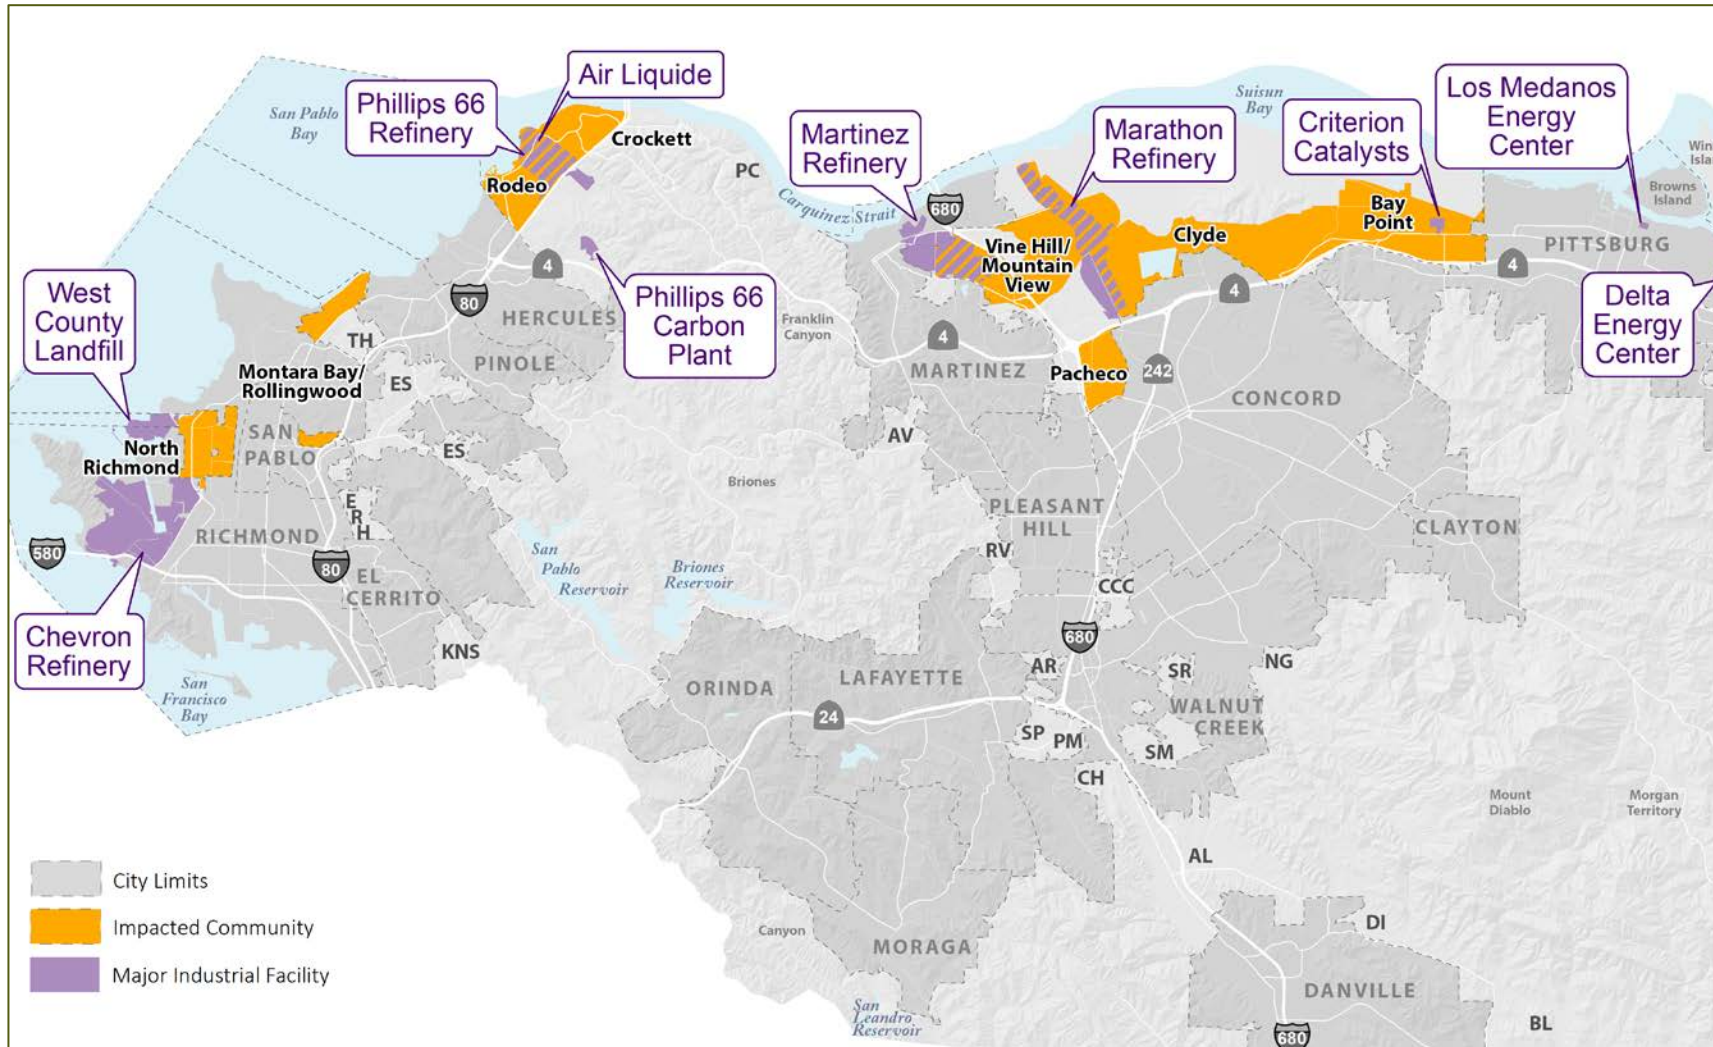 San Pablo
Bay
Phillips 66
Refinery
Air Liquide
Crockett
Rodeo
PC
Carquinez Strait
Martinez
Refinery
680
Suisun
Bay
Marathon
Refinery
Criterion
Catalysts
Los Medanos
Energy
Center
Browns
Island
Vine Hill/
Mountain
View
Clyde
Bay
Point
PITTSBURG
4
4
4
Delta
Energy
Center
West
County
Landfill
80
4
HERCULES
PINOLE
Phillips 66
Carbon
Plant
Franklin
Canyon
4
MARTINEZ
Pacheco
242
CONCORD
TH
Montara Bay/
Rollingwood
ES
SAN
PABLO
ES
North
Richmond
AV
Briones
PLEASANT
HILL
CLAYTON
E
R
H
RICHMOND
580
80
EL
CERRITO
San
Pablo
Reservoir
Briones
Reservoir
RV
CCC
Chevron
Refinery
KNS
San
Francisco
Bay
680
ORINDA
LAFAYETTE
AR
SR
NG
WALNUT
CREEK
24
SP
PM
SM
CH
Mount
Diablo
Morgan
Territory
AL
Canyon
MORAGA
DI
DANVILLE
San
Leandro
Reservoir
680
BL
City Limits
Impacted Community
Major Industrial Facility